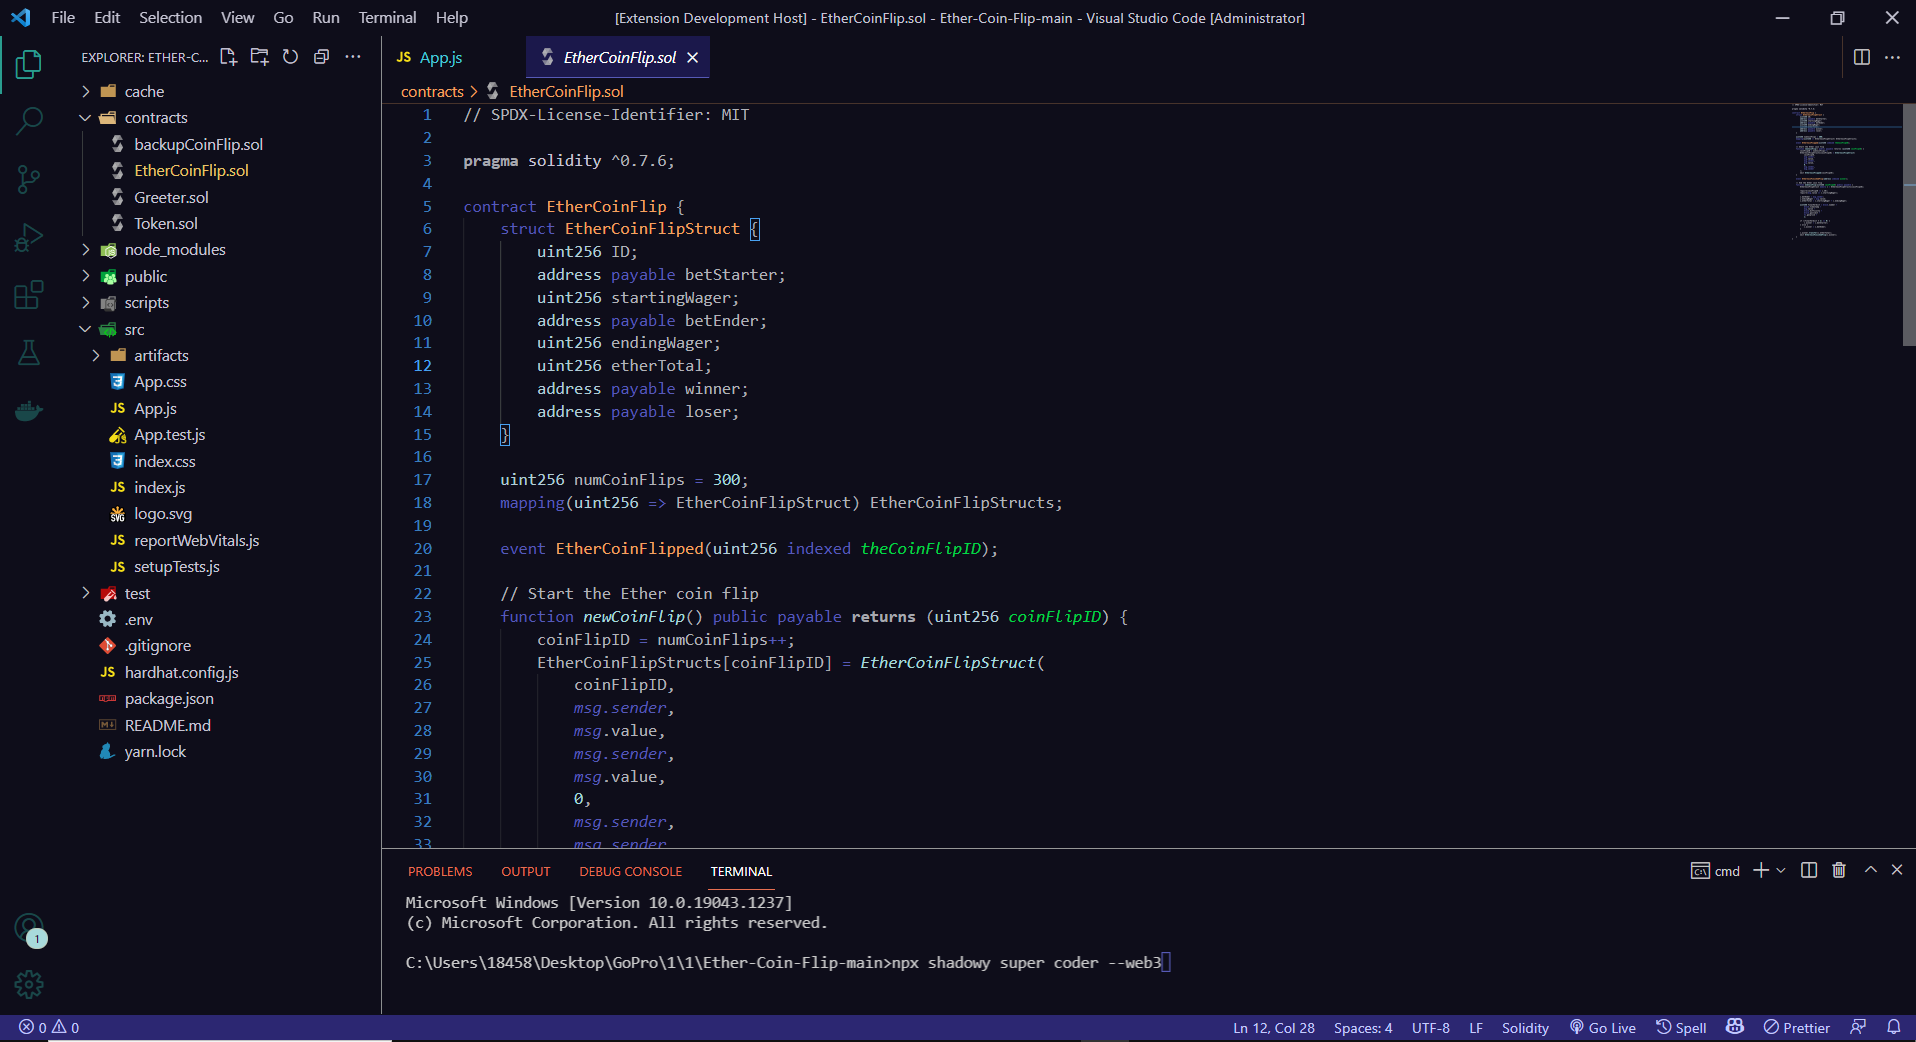 File Edit Selection View Go Run Terminal Help
[Extension Development Host] - EtherCoinFlip.sol - Ether-Coin-Flip-main - Visual Studio Code [Administrator]
EXPLORER: ETHER-C...
cache
contracts
backupCoinFlip.sol
EtherCoinFlip.sol
Greeter.sol
Token.sol
node_modules
public
scripts
src
artifacts
App.css
JS App.js
App.test.js
index.css
JS index.js
SVG logo.svg
JS reportWebVitals.js
JS setupTests.js
test
.env
.gitignore
JS hardhat.config.js
package.json
README.md
yarn.lock
1
JS App.js
EtherCoinFlip.sol
contracts > EtherCoinFlip.sol
1 // SPDX-License-Identifier: MIT
2
3 pragma solidity ^0.7.6;
4
5 contract EtherCoinFlip {
6 struct EtherCoinFlipStruct {
7 uint256 ID;
8 address payable betStarter;
9 uint256 startingWager;
10 address payable betEnder;
11 uint256 endingWager;
12 uint256 etherTotal;
13 address payable winner;
14 address payable loser;
15 }
16
17 uint256 numCoinFlips = 300;
18 mapping(uint256 => EtherCoinFlipStruct) EtherCoinFlipStructs;
19
20 event EtherCoinFlipped(uint256 indexed theCoinFlipID);
21
22 // Start the Ether coin flip
23 function newCoinFlip() public payable returns (uint256 coinFlipID) {
24 coinFlipID = numCoinFlips++;
25 EtherCoinFlipStructs[coinFlipID] = EtherCoinFlipStruct(
26 coinFlipID,
27 msg.sender,
28 msg.value,
29 msg.sender,
30 msg.value,
31 0,
32 msg.sender,
33 msg.sender
PROBLEMS OUTPUT DEBUG CONSOLE TERMINAL
cmd
Microsoft Windows [Version 10.0.19043.1237]
(c) Microsoft Corporation. All rights reserved.
C:\Users\18458\Desktop\GoPro\1\1\Ether-Coin-Flip-main>npx shadowy super coder --web3
0 0
Ln 12, Col 28 Spaces: 4 UTF-8 LF Solidity Go Live Spell Prettier